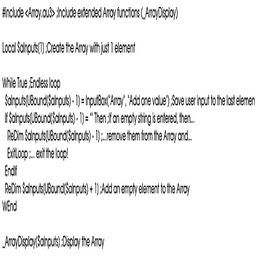 #include <Array.au3> ;Include extended Array functions (_ArrayDisplay)
Local $aInputs[1] ;Create the Array with just 1 element
While True ;Endless loop
$aInputs[UBound($aInputs) - 1] = InputBox("Array", "Add one value") ;Save user input to the last elemen
If $aInputs[UBound($aInputs) - 1] = "" Then ;If an empty string is entered, then...
ReDim $aInputs[UBound($aInputs) - 1] ;...remove them from the Array and...
ExitLoop ;... exit the loop!
EndIf
ReDim $aInputs[UBound($aInputs) + 1] ;Add an empty element to the Array
WEnd
_ArrayDisplay($aInputs) ;Display the Array